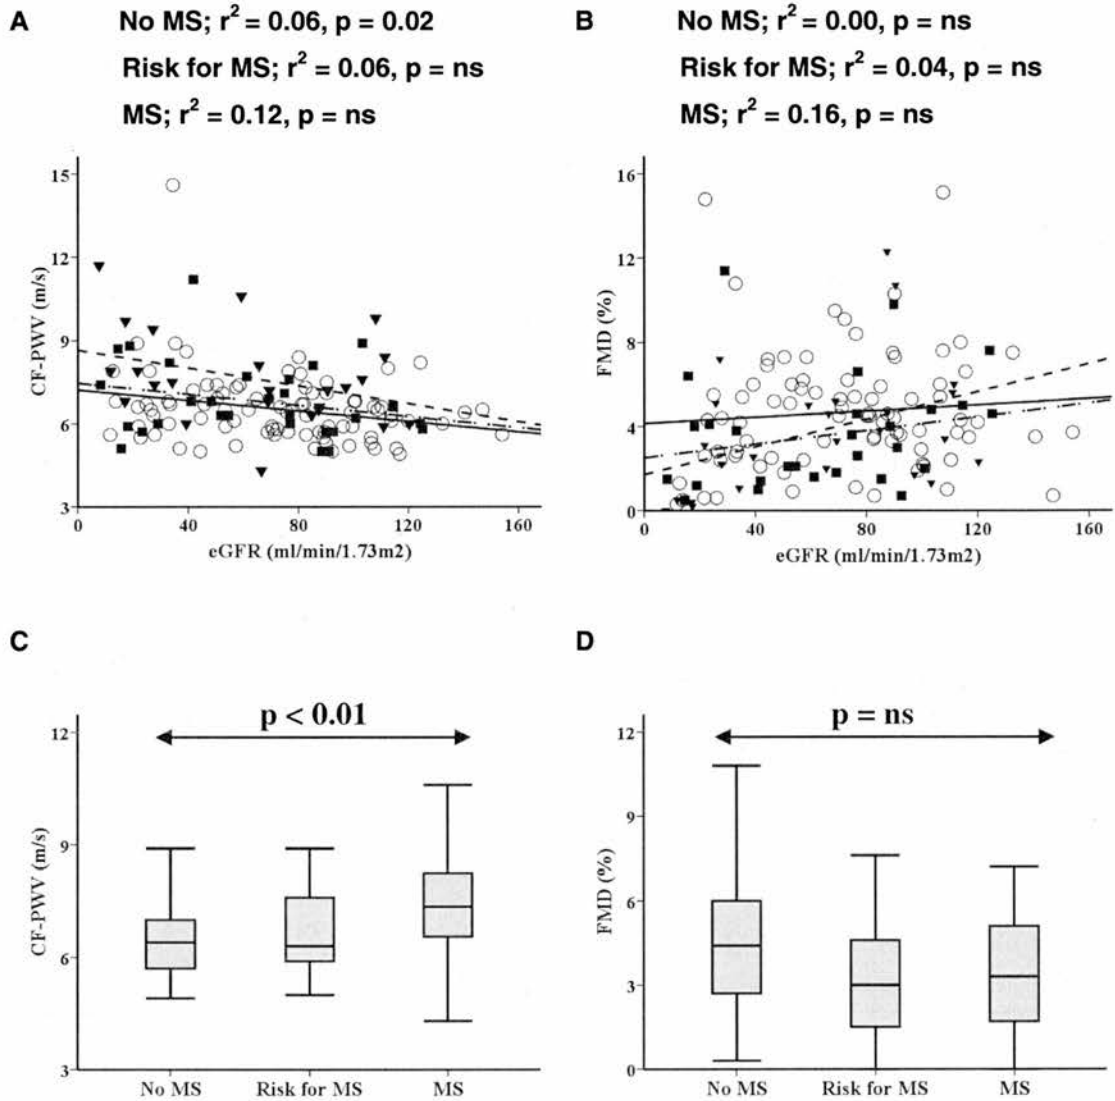 A
No MS; r² = 0.06, p = 0.02
Risk for MS; r² = 0.06, p = ns
MS; r² = 0.12, p = ns
15
12
9
6
3
CF-PWV (m/s)
0 40 80 120 160
eGFR (ml/min/1.73m2)
B
No MS; r² = 0.00, p = ns
Risk for MS; r² = 0.04, p = ns
MS; r² = 0.16, p = ns
16
12
8
4
0
FMD (%)
0 40 80 120 160
eGFR (ml/min/1.73m2)
C
p < 0.01
12
9
6
3
CF-PWV (m/s)
No MS Risk for MS MS
D
p = ns
12
9
6
3
0
FMD (%)
No MS Risk for MS MS